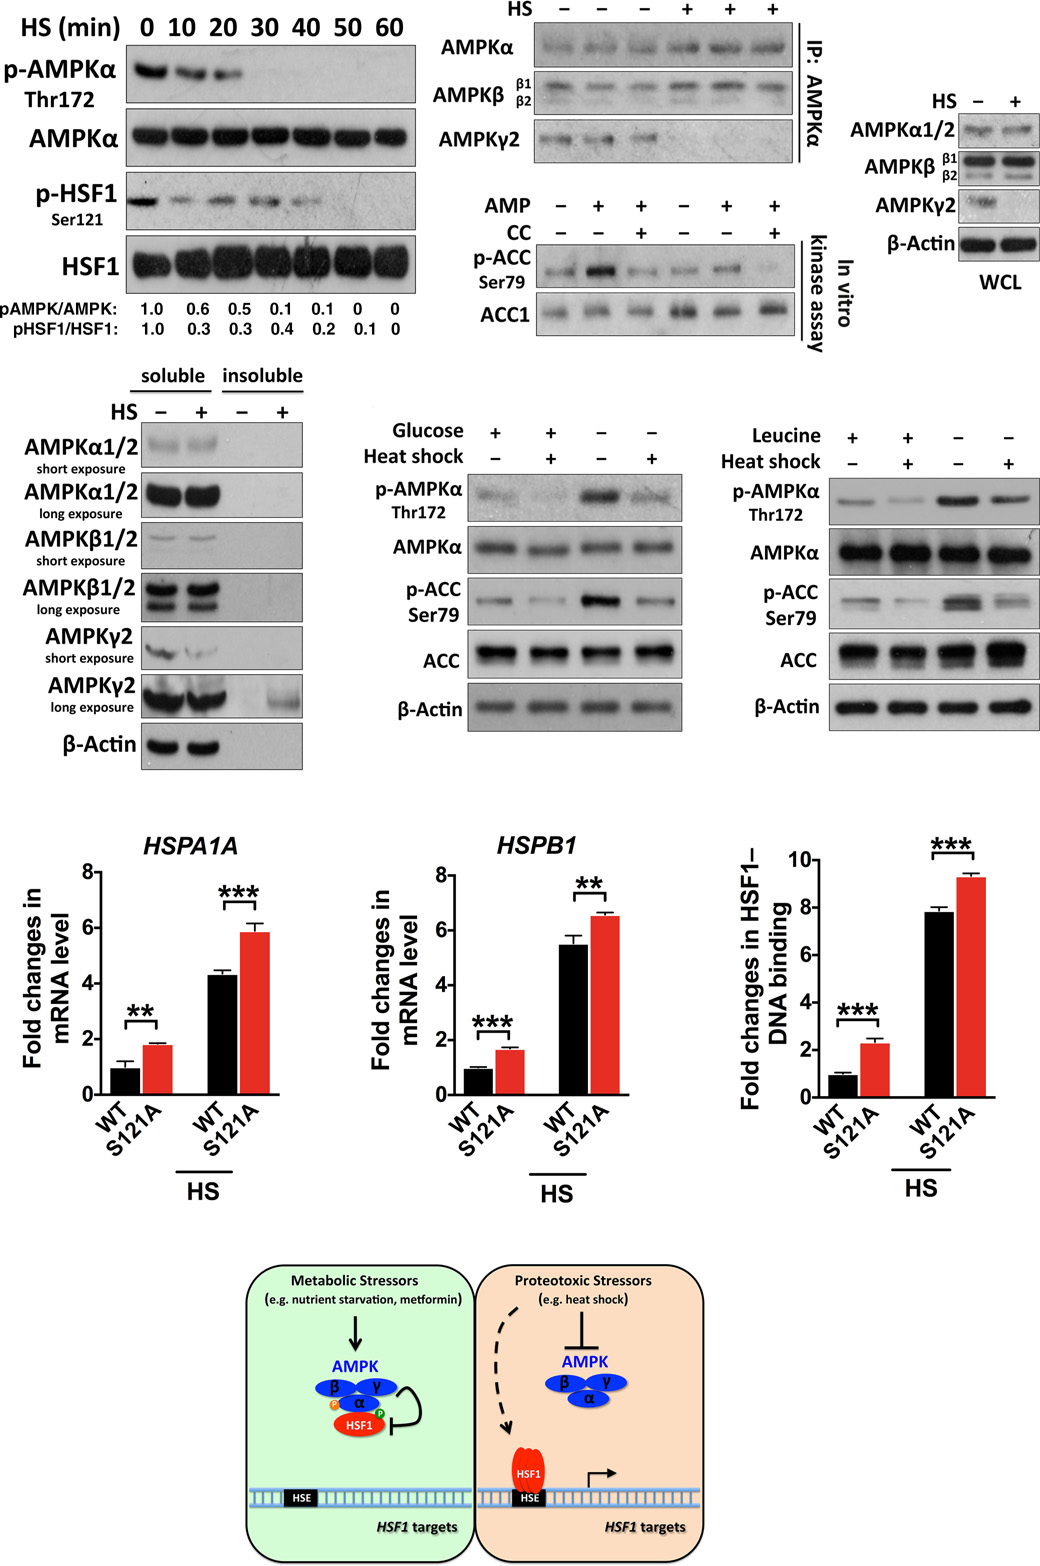 HS (min) 0 10 20 30 40 50 60
p-AMPKα
Thr172
AMPKα
p-HSF1
Ser121
HSF1
pAMPK/AMPK: 1.0 0.6 0.5 0.1 0.1 0 0
pHSF1/HSF1: 1.0 0.3 0.3 0.4 0.2 0.1 0
HS – – – + + +
AMPKα
AMPKβ β1
β2
AMPKγ2
IP: AMPKα
AMP – + + – + +
CC – – + – – +
p-ACC
Ser79
ACC1
In vitro
kinase assay
HS – +
AMPKα1/2
AMPKβ β1
β2
AMPKγ2
β-Actin
WCL
soluble insoluble
HS – + – +
AMPKα1/2
short exposure
AMPKα1/2
long exposure
AMPKβ1/2
short exposure
AMPKβ1/2
long exposure
AMPKγ2
short exposure
AMPKγ2
long exposure
β-Actin
Glucose + + – –
Heat shock – + – +
p-AMPKα
Thr172
AMPKα
p-ACC
Ser79
ACC
β-Actin
Leucine + + – –
Heat shock – + – +
p-AMPKα
Thr172
AMPKα
p-ACC
Ser79
ACC
β-Actin
HSPA1A
Fold changes in
mRNA level
8
6
4
2
0
**
***
WT S121A WT S121A
HS
HSPB1
Fold changes in
mRNA level
8
6
4
2
0
***
**
WT S121A WT S121A
HS
Fold changes in HSF1–
DNA binding
10
8
6
4
2
0
***
***
WT S121A WT S121A
HS
Metabolic Stressors
(e.g. nutrient starvation, metformin)
AMPK
β γ
P α P
HSF1
HSE
HSF1 targets
Proteotoxic Stressors
(e.g. heat shock)
AMPK
β γ
α
HSF1
HSE
HSF1 targets